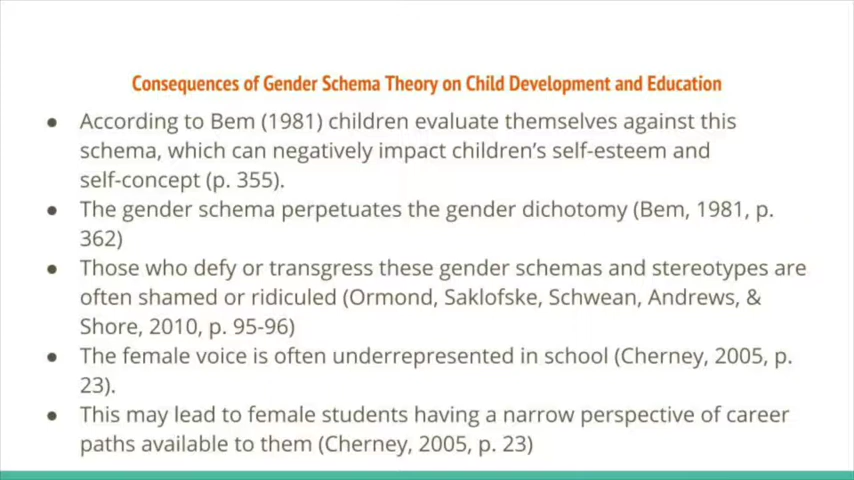 Consequences of Gender Schema Theory on Child Development and Education
● According to Bem (1981) children evaluate themselves against this
schema, which can negatively impact children's self-esteem and
self-concept (p. 355).
● The gender schema perpetuates the gender dichotomy (Bem, 1981, p.
362)
● Those who defy or transgress these gender schemas and stereotypes are
often shamed or ridiculed (Ormond, Saklofske, Schwean, Andrews, &
Shore, 2010, p. 95-96)
● The female voice is often underrepresented in school (Cherney, 2005, p.
23).
● This may lead to female students having a narrow perspective of career
paths available to them (Cherney, 2005, p. 23)